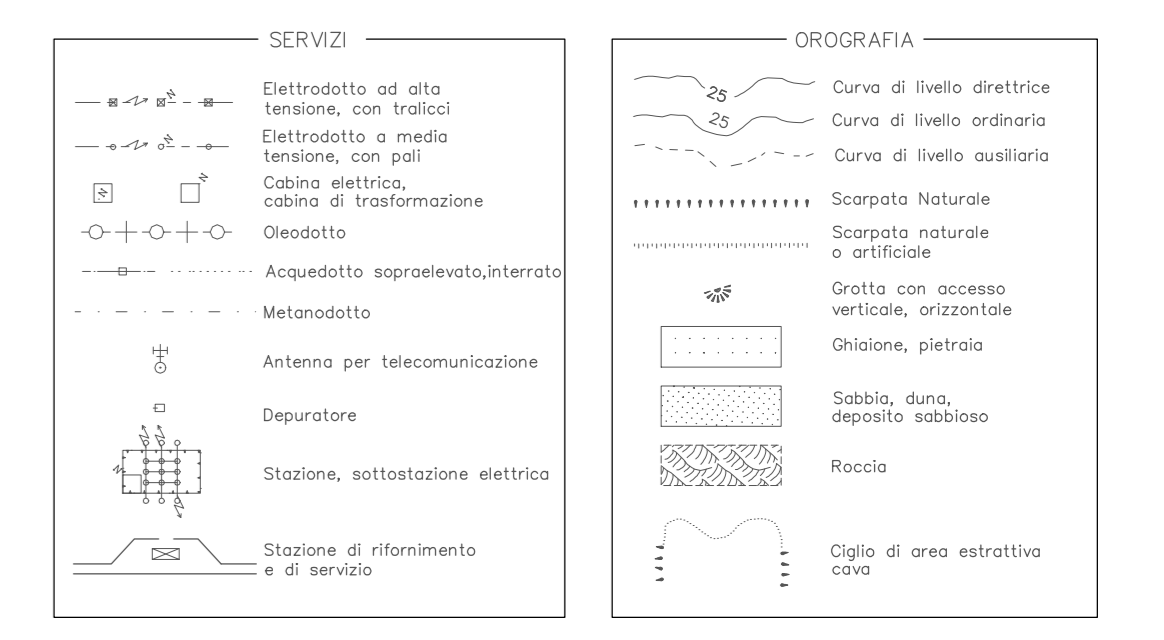 SERVIZI
Elettrodotto ad alta
tensione, con tralicci
Elettrodotto a media
tensione, con pali
Cabina elettrica,
cabina di trasformazione
Oleodotto
Acquedotto sopraelevato,interrato
Metanodotto
Antenna per telecomunicazione
Depuratore
Stazione, sottostazione elettrica
Stazione di rifornimento
e di servizio
OROGRAFIA
25
Curva di livello direttrice
25
Curva di livello ordinaria
Curva di livello ausiliaria
Scarpata Naturale
Scarpata naturale
o artificiale
Grotta con accesso
verticale, orizzontale
Ghiaione, pietraia
Sabbia, duna,
deposito sabbioso
Roccia
Ciglio di area estrattiva
cava